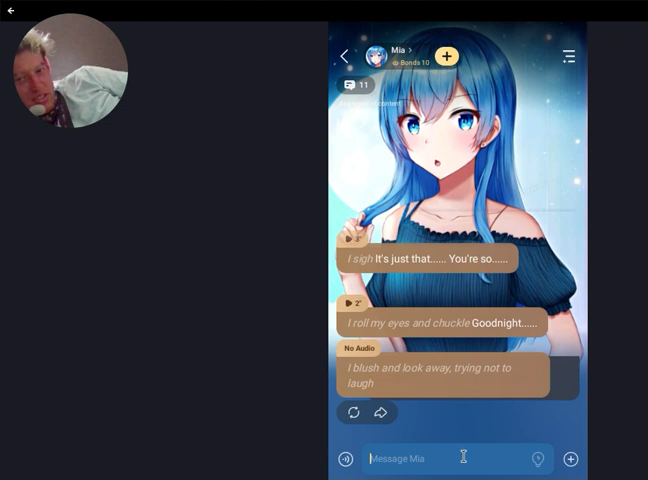 Mia
Bonds 10
11
3"
I sigh It's just that...... You're so......
2"
I roll my eyes and chuckle Goodnight......
No Audio
I blush and look away, trying not to
laugh
Message Mia